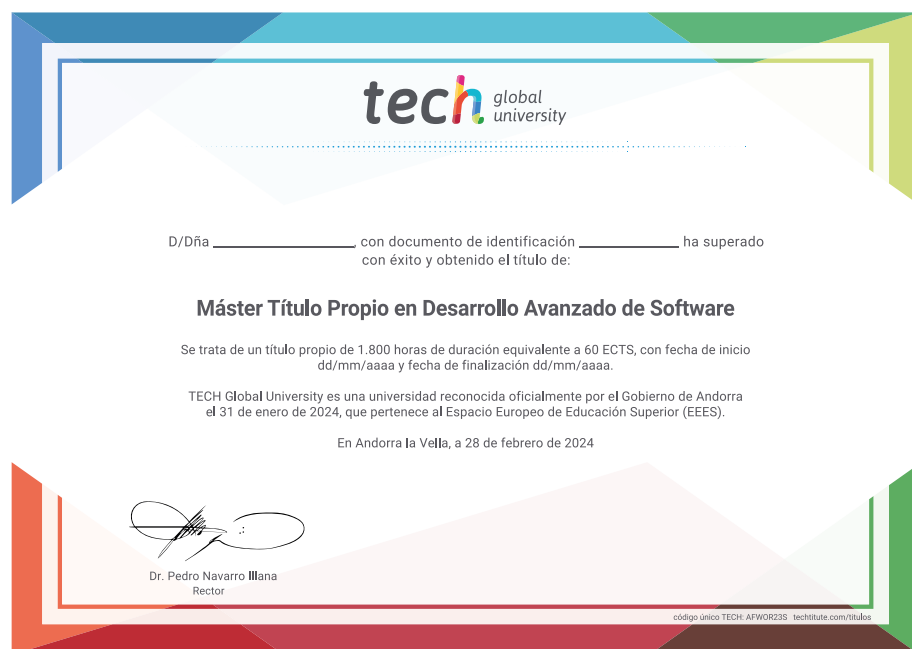 tech global university
D/Dña ______________, con documento de identificación __________ ha superado
con éxito y obtenido el título de:
Máster Título Propio en Desarrollo Avanzado de Software
Se trata de un título propio de 1.800 horas de duración equivalente a 60 ECTS, con fecha de inicio
dd/mm/aaaa y fecha de finalización dd/mm/aaaa.
TECH Global University es una universidad reconocida oficialmente por el Gobierno de Andorra
el 31 de enero de 2024, que pertenece al Espacio Europeo de Educación Superior (EEES).
En Andorra la Vella, a 28 de febrero de 2024
Dr. Pedro Navarro Illana
Rector
código único TECH: AFWOR23S techtitute.com/titulos